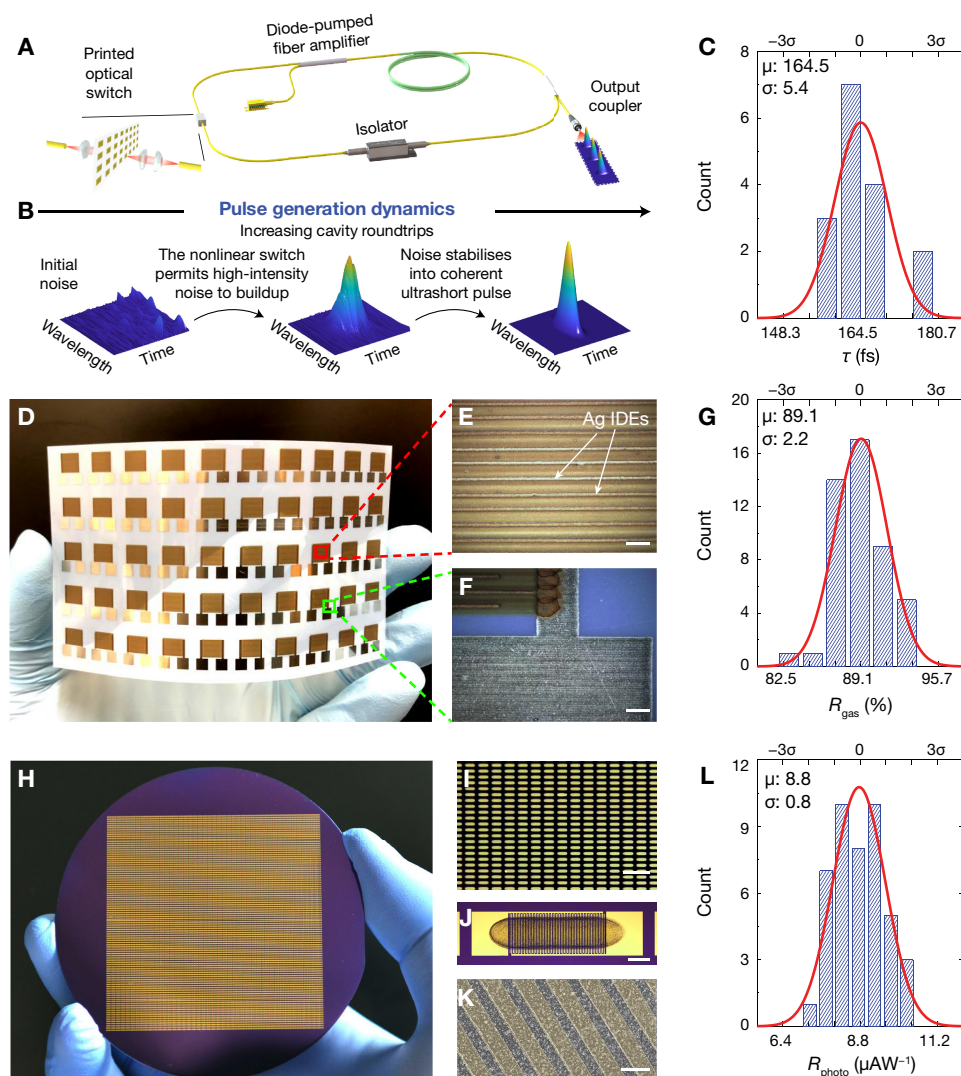 A
Printed
optical
switch
Diode-pumped
fiber amplifier
Isolator
Output
coupler
B
Pulse generation dynamics
Increasing cavity roundtrips
Initial
noise
The nonlinear switch
permits high-intensity
noise to buildup
Noise stabilises
into coherent
ultrashort pulse
Wavelength
Time
Wavelength
Time
Wavelength
Time
C
−3σ 0 3σ
μ: 164.5
σ: 5.4
8
6
4
2
0
Count
148.3 164.5 180.7
τ (fs)
D
E
Ag IDEs
F
G
−3σ 0 3σ
μ: 89.1
σ: 2.2
20
16
12
8
4
0
Count
82.5 89.1 95.7
Rgas (%)
H
I
J
K
L
−3σ 0 3σ
μ: 8.8
σ: 0.8
12
9
6
3
0
Count
6.4 8.8 11.2
Rphoto (μAW⁻¹)